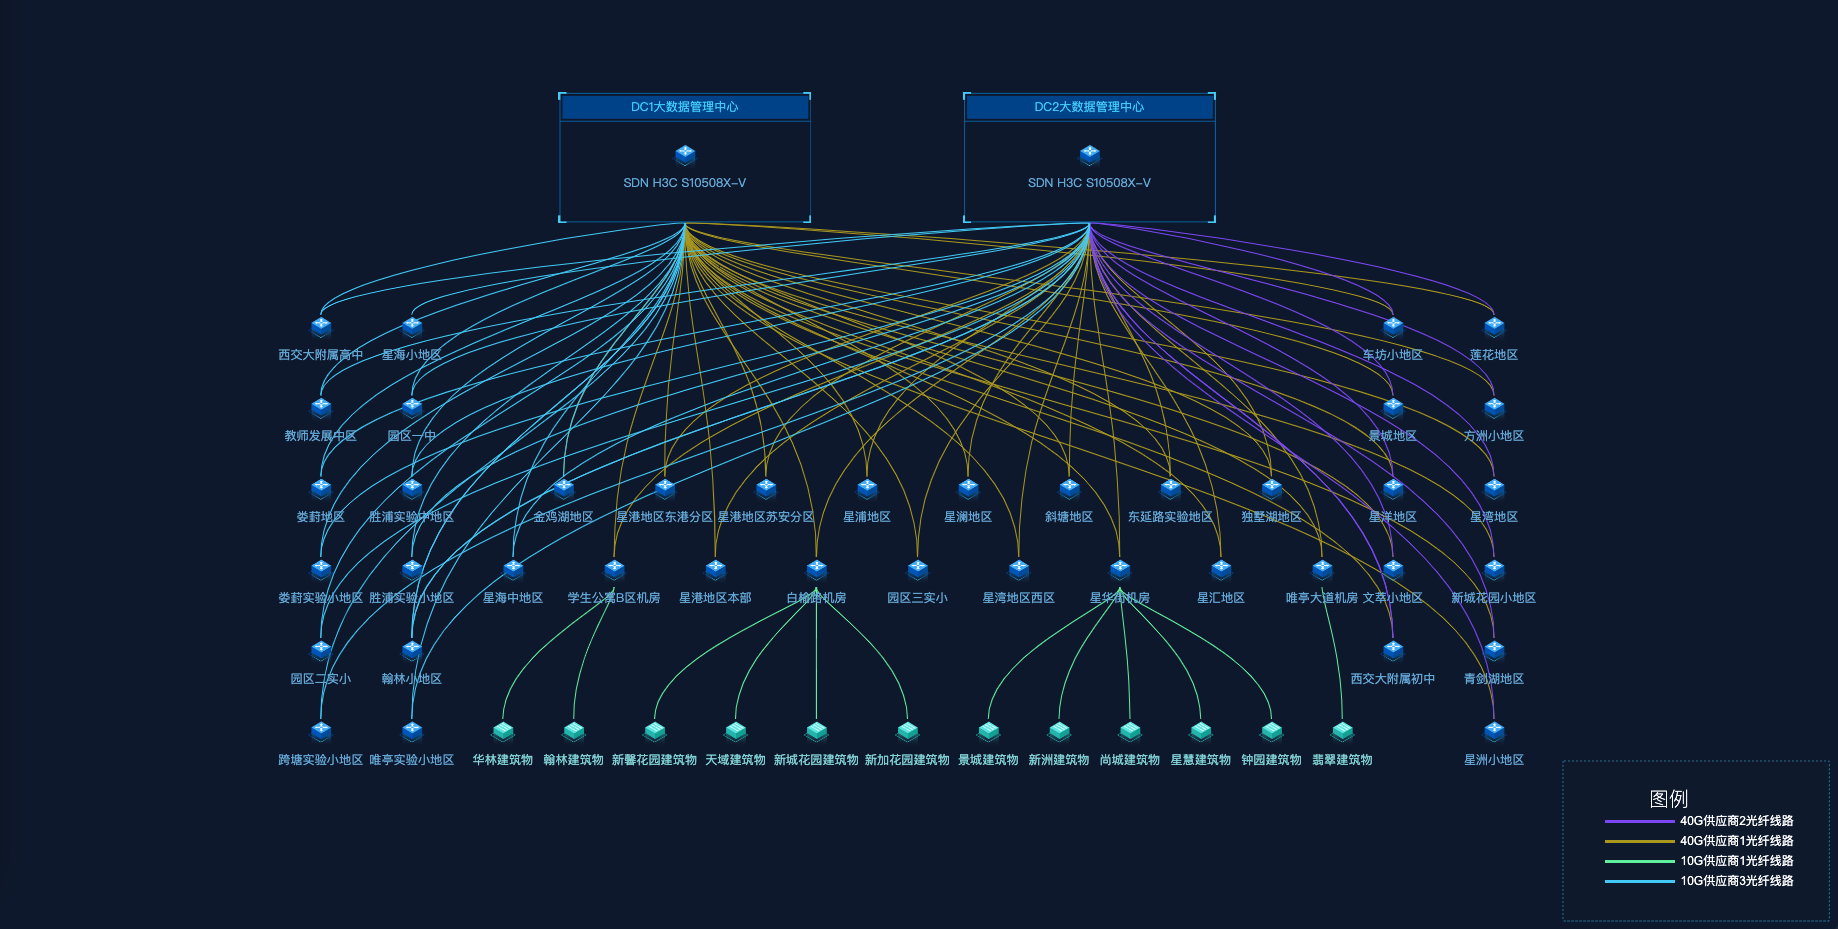 DC1大数据管理中心
DC2大数据管理中心
SDN H3C S10508X-V
SDN H3C S10508X-V
西交大附属高中
星海小地区
车坊小地区
莲花地区
教师发展中区
园区一中
景城地区
方洲小地区
娄葑地区
胜浦实验中地区
金鸡湖地区
星港地区东港分区
星港地区苏安分区
星浦地区
星澜地区
斜塘地区
东延路实验地区
独墅湖地区
星洋地区
星湾地区
娄葑实验小地区
胜浦实验小地区
星海中地区
学生公寓B区机房
星港地区本部
白榆路机房
园区三实小
星湾地区西区
星华街机房
星汇地区
唯亭大道机房
文萃小地区
新城花园小地区
园区二实小
翰林小地区
西交大附属初中
青剑湖地区
跨塘实验小地区
唯亭实验小地区
华林建筑物
翰林建筑物
新馨花园建筑物
天域建筑物
新城花园建筑物
新加花园建筑物
景城建筑物
新洲建筑物
尚城建筑物
星慧建筑物
钟园建筑物
翡翠建筑物
星洲小地区
图例
40G供应商2光纤线路
40G供应商1光纤线路
10G供应商1光纤线路
10G供应商3光纤线路